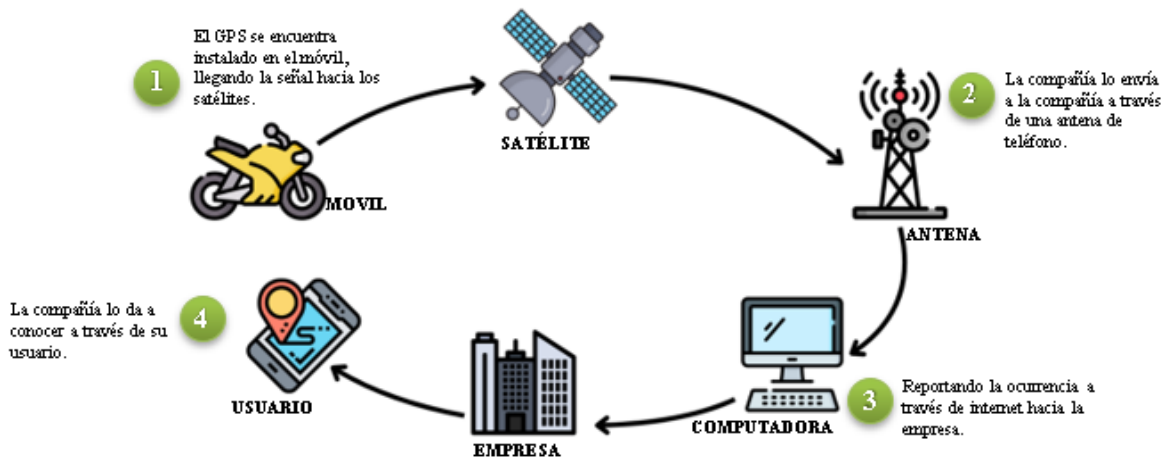 El GPS se encuentra
instalado en el móvil,
llegando la señal hacia los
satélites.
1
SATÉLITE
2
La compañía lo envía
a la compañía a través
de una antena de
teléfono.
MOVIL
ANTENA
La compañía lo da a
conocer a través de su
usuario.
4
USUARIO
EMPRESA
COMPUTADORA
3
Reportando la ocurrencia a
través de internet hacia la
empresa.